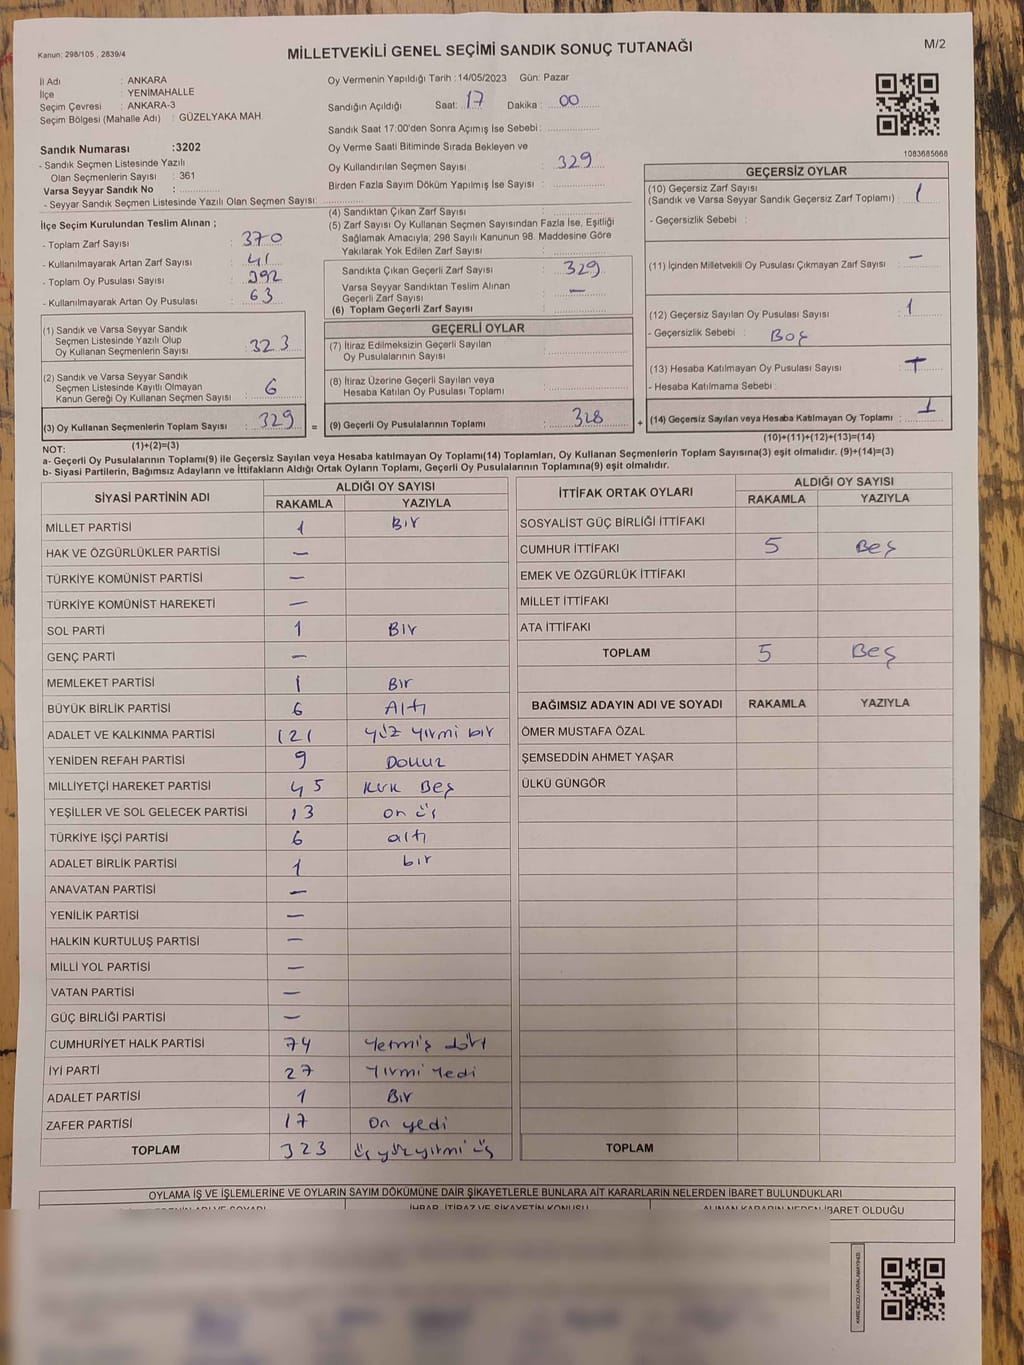 Kanun: 298/105 , 2839/4
MİLLETVEKİLİ GENEL SEÇİMİ SANDIK SONUÇ TUTANAĞI
M/2
İl Adı : ANKARA
İlçe : YENİMAHALLE
Seçim Çevresi : ANKARA-3
Seçim Bölgesi (Mahalle Adı) : GÜZELYAKA MAH.
Oy Vermenin Yapıldığı Tarih :14/05/2023 Gün: Pazar
Sandığın Açıldığı Saat: 17 Dakika : 00
Sandık Saat 17:00'den Sonra Açımış İse Sebebi:
Oy Verme Saati Bitiminde Sırada Bekleyen ve
Oy Kullandırılan Seçmen Sayısı : 329
Birden Fazla Sayım Döküm Yapılmış İse Sayısı :
1083685668
Sandık Numarası :3202
- Sandık Seçmen Listesinde Yazılı
Olan Seçmenlerin Sayısı : 361
Varsa Seyyar Sandık No :
- Seyyar Sandık Seçmen Listesinde Yazılı Olan Seçmen Sayısı:
İlçe Seçim Kurulundan Teslim Alınan ;
- Toplam Zarf Sayısı : 370
- Kullanılmayarak Artan Zarf Sayısı : 41
- Toplam Oy Pusulası Sayısı : 392
- Kullanılmayarak Artan Oy Pusulası : 63
(1) Sandık ve Varsa Seyyar Sandık
Seçmen Listesinde Yazılı Olup
Oy Kullanan Seçmenlerin Sayısı : 323
(2) Sandık ve Varsa Seyyar Sandık
Seçmen Listesinde Kayıtlı Olmayan
Kanun Gereği Oy Kullanan Seçmen Sayısı : 6
(3) Oy Kullanan Seçmenlerin Toplam Sayısı : 329
(1)+(2)=(3)
(4) Sandıktan Çıkan Zarf Sayısı :
(5) Zarf Sayısı Oy Kullanan Seçmen Sayısından Fazla İse, Eşitliği
Sağlamak Amacıyla; 298 Sayılı Kanunun 98. Maddesine Göre
Yakılarak Yok Edilen Zarf Sayısı :
Sandıkta Çıkan Geçerli Zarf Sayısı : 329
Varsa Seyyar Sandıktan Teslim Alınan
Geçerli Zarf Sayısı : —
(6) Toplam Geçerli Zarf Sayısı :
GEÇERLİ OYLAR
(7) İtiraz Edilmeksizin Geçerli Sayılan
Oy Pusulalarının Sayısı :
(8) İtiraz Üzerine Geçerli Sayılan veya
Hesaba Katılan Oy Pusulası Toplamı :
= (9) Geçerli Oy Pusulalarının Toplamı : 328 +
GEÇERSİZ OYLAR
(10) Geçersiz Zarf Sayısı
(Sandık ve Varsa Seyyar Sandık Geçersiz Zarf Toplamı) : 1
- Geçersizlik Sebebi :
(11) İçinden Milletvekili Oy Pusulası Çıkmayan Zarf Sayısı : —
(12) Geçersiz Sayılan Oy Pusulası Sayısı : 1
- Geçersizlik Sebebi : Boş
(13) Hesaba Katılmayan Oy Pusulası Sayısı :
- Hesaba Katılmama Sebebi :
(14) Geçersiz Sayılan veya Hesaba Katılmayan Oy Toplamı : 1
(10)+(11)+(12)+(13)=(14)
NOT:
a- Geçerli Oy Pusulalarının Toplamı(9) ile Geçersiz Sayılan veya Hesaba katılmayan Oy Toplamı(14) Toplamları, Oy Kullanan Seçmenlerin Toplam Sayısına(3) eşit olmalıdır. (9)+(14)=(3)
b- Siyasi Partilerin, Bağımsız Adayların ve İttifakların Aldığı Ortak Oyların Toplamı, Geçerli Oy Pusulalarının Toplamına(9) eşit olmalıdır.
SİYASİ PARTİNİN ADI ALDIĞI OY SAYISI
RAKAMLA YAZIYLA
MİLLET PARTİSİ 1 Bir
HAK VE ÖZGÜRLÜKLER PARTİSİ —
TÜRKİYE KOMÜNİST PARTİSİ —
TÜRKİYE KOMÜNİST HAREKETİ —
SOL PARTİ 1 Bir
GENÇ PARTİ —
MEMLEKET PARTİSİ 1 Bir
BÜYÜK BİRLİK PARTİSİ 6 Altı
ADALET VE KALKINMA PARTİSİ 121 yüz yirmi bir
YENİDEN REFAH PARTİSİ 9 Dokuz
MİLLİYETÇİ HAREKET PARTİSİ 45 Kırk Beş
YEŞİLLER VE SOL GELECEK PARTİSİ 13 on üç
TÜRKİYE İŞÇİ PARTİSİ 6 altı
ADALET BİRLİK PARTİSİ 1 bir
ANAVATAN PARTİSİ —
YENİLİK PARTİSİ —
HALKIN KURTULUŞ PARTİSİ —
MİLLİ YOL PARTİSİ —
VATAN PARTİSİ —
GÜÇ BİRLİĞİ PARTİSİ —
CUMHURİYET HALK PARTİSİ 74 Yetmiş dört
İYİ PARTİ 27 Yirmi Yedi
ADALET PARTİSİ 1 Bir
ZAFER PARTİSİ 17 On yedi
TOPLAM 323 üç yüz yirmi üç
İTTİFAK ORTAK OYLARI ALDIĞI OY SAYISI
RAKAMLA YAZIYLA
SOSYALİST GÜÇ BİRLİĞİ İTTİFAKI
CUMHUR İTTİFAKI 5 Beş
EMEK VE ÖZGÜRLÜK İTTİFAKI
MİLLET İTTİFAKI
ATA İTTİFAKI
TOPLAM 5 Beş
BAĞIMSIZ ADAYIN ADI VE SOYADI RAKAMLA YAZIYLA
ÖMER MUSTAFA ÖZAL
ŞEMSEDDİN AHMET YAŞAR
ÜLKÜ GÜNGÖR
TOPLAM
OYLAMA İŞ VE İŞLEMLERİNE VE OYLARIN SAYIM DÖKÜMÜNE DAİR ŞİKAYETLERLE BUNLARA AİT KARARLARIN NELERDEN İBARET BULUNDUKLARI
İHBAR, İTİRAZ VE ŞİKAYETİN KONUSU ALINAN KARARIN NEDEN İBARET OLDUĞU